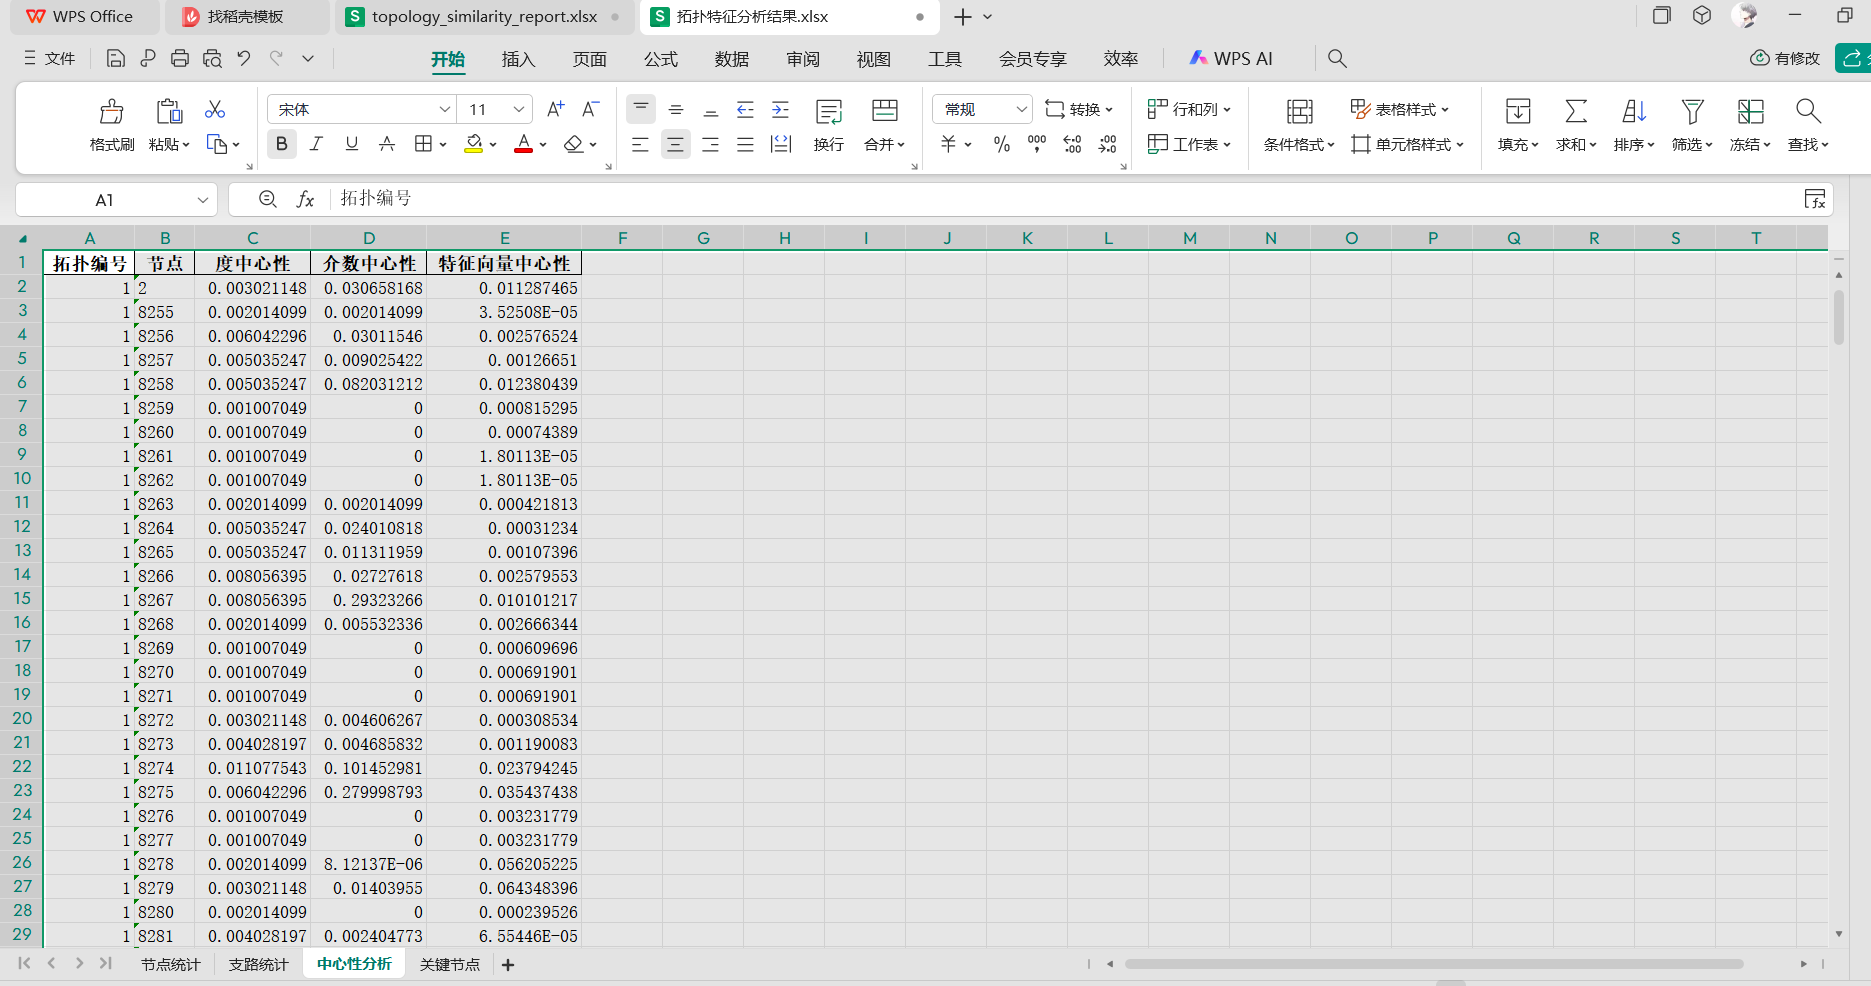 WPS Office 找稻壳模板 topology_similarity_report.xlsx 拓扑特征分析结果.xlsx
文件 开始 插入 页面 公式 数据 审阅 视图 工具 会员专享 效率 WPS AI 有修改
宋体 11 常规 转换 行和列 表格样式
格式刷 粘贴 B I U A A 换行 合并 ¥ % 工作表 条件格式 单元格样式 填充 求和 排序 筛选 冻结 查找
A1 fx 拓扑编号
A B C D E F G H I J K L M N O P Q R S T
1 拓扑编号 节点 度中心性 介数中心性 特征向量中心性
2 1 2 0.003021148 0.030658168 0.011287465
3 1 8255 0.002014099 0.002014099 3.52508E-05
4 1 8256 0.006042296 0.03011546 0.002576524
5 1 8257 0.005035247 0.009025422 0.00126651
6 1 8258 0.005035247 0.082031212 0.012380439
7 1 8259 0.001007049 0 0.000815295
8 1 8260 0.001007049 0 0.00074389
9 1 8261 0.001007049 0 1.80113E-05
10 1 8262 0.001007049 0 1.80113E-05
11 1 8263 0.002014099 0.002014099 0.000421813
12 1 8264 0.005035247 0.024010818 0.00031234
13 1 8265 0.005035247 0.011311959 0.00107396
14 1 8266 0.008056395 0.02727618 0.002579553
15 1 8267 0.008056395 0.29323266 0.010101217
16 1 8268 0.002014099 0.005532336 0.002666344
17 1 8269 0.001007049 0 0.000609696
18 1 8270 0.001007049 0 0.000691901
19 1 8271 0.001007049 0 0.000691901
20 1 8272 0.003021148 0.004606267 0.000308534
21 1 8273 0.004028197 0.004685832 0.001190083
22 1 8274 0.011077543 0.101452981 0.023794245
23 1 8275 0.006042296 0.279998793 0.035437438
24 1 8276 0.001007049 0 0.003231779
25 1 8277 0.001007049 0 0.003231779
26 1 8278 0.002014099 8.12137E-06 0.056205225
27 1 8279 0.003021148 0.01403955 0.064348396
28 1 8280 0.002014099 0 0.000239526
29 1 8281 0.004028197 0.002404773 6.55446E-05
节点统计 支路统计 中心性分析 关键节点